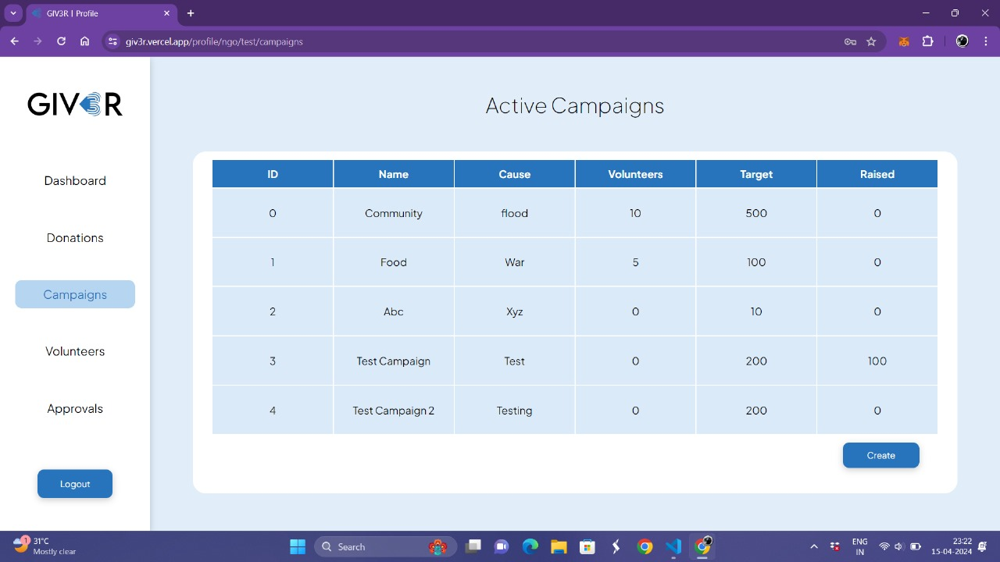 GIV3R | Profile
giv3r.vercel.app/profile/ngo/test/campaigns
GIV3R
Dashboard
Donations
Campaigns
Volunteers
Approvals
Logout
Active Campaigns
ID Name Cause Volunteers Target Raised
0 Community flood 10 500 0
1 Food War 5 100 0
2 Abc Xyz 0 10 0
3 Test Campaign Test 0 200 100
4 Test Campaign 2 Testing 0 200 0
Create
1
31°C
Mostly clear
Search
ENG
IN
23:22
15-04-2024